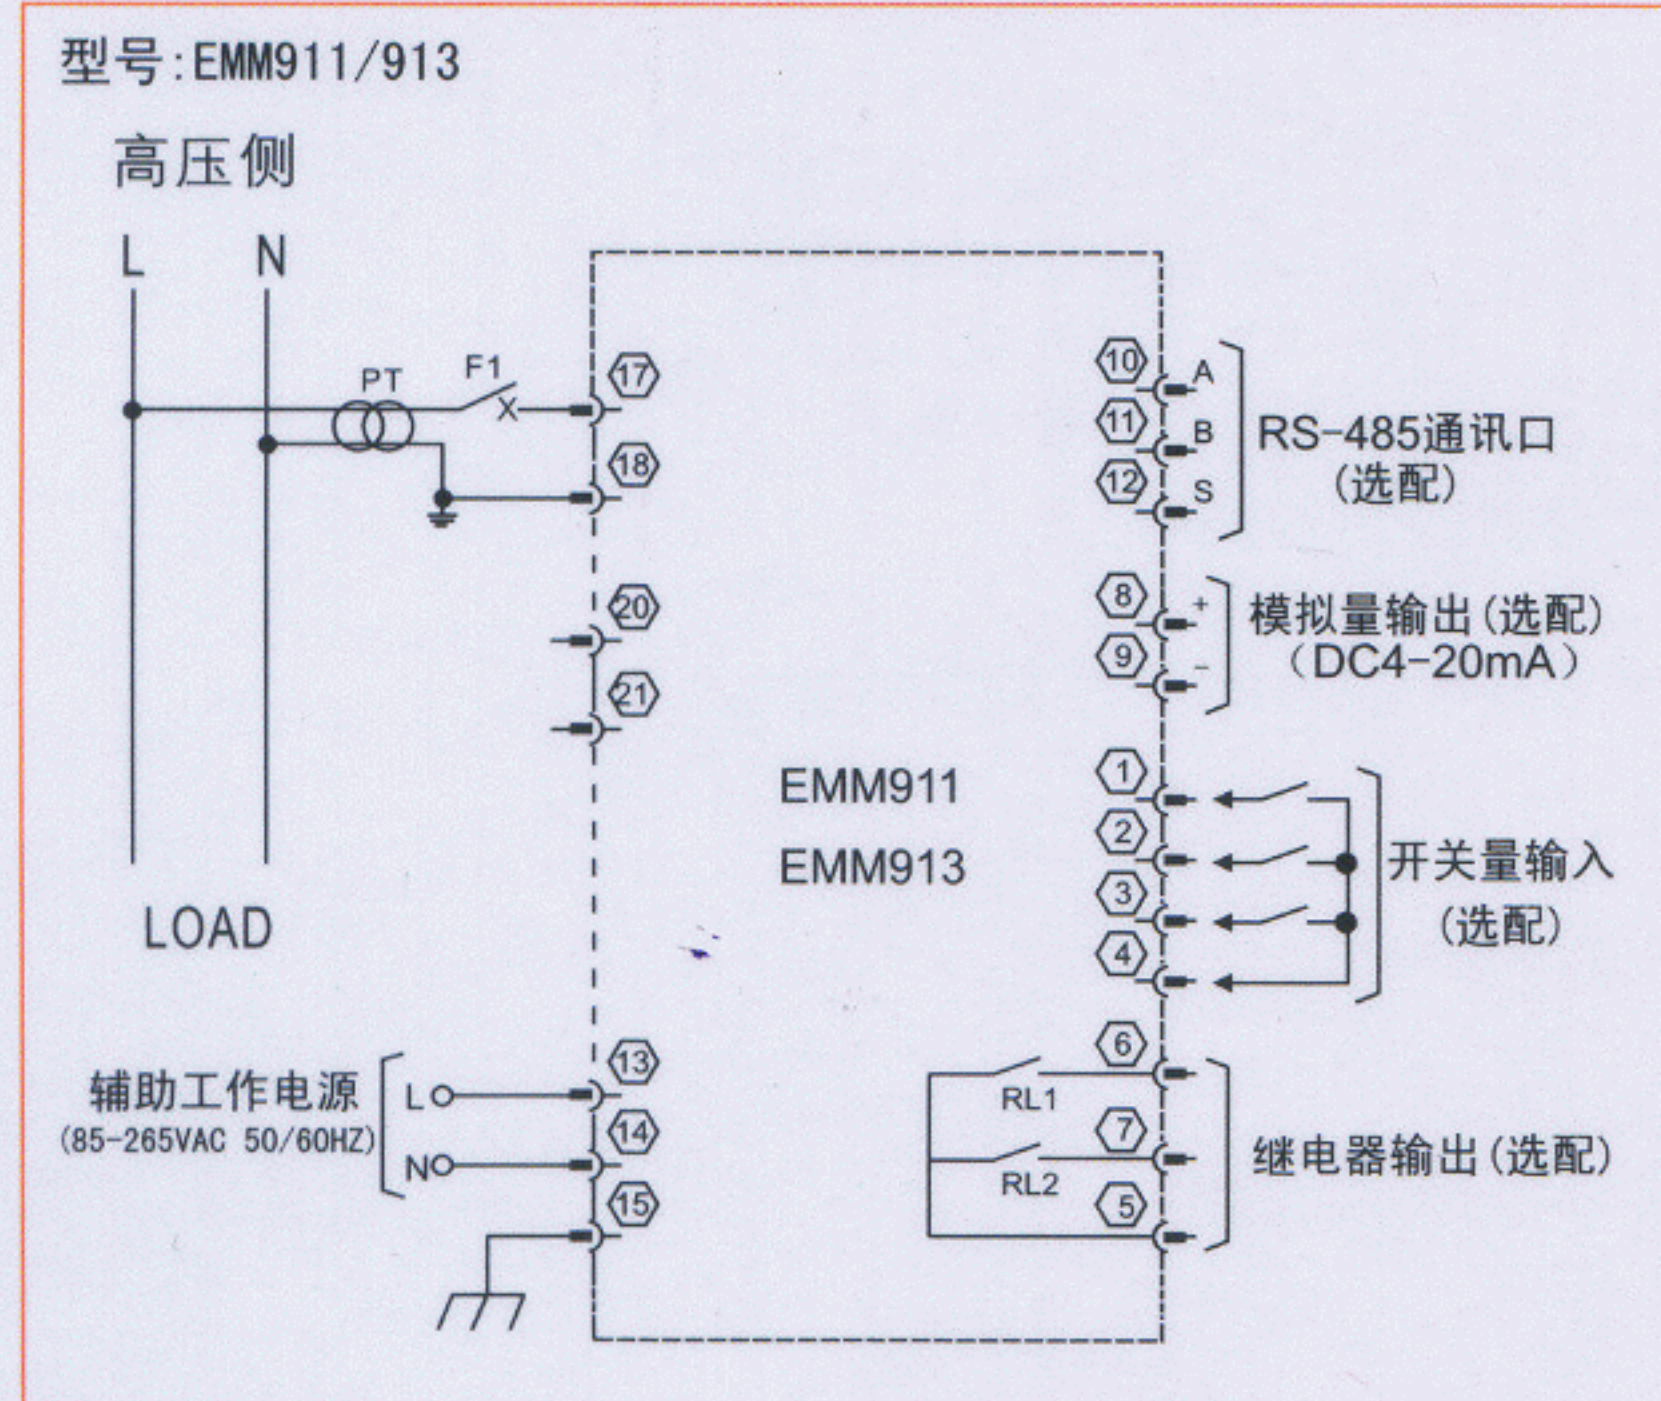 型号:EMM911/913
高压侧
L N
PT F1
17
18
20
21
10 A
11 B
12 S
RS-485通讯口
(选配)
8 +
9 -
模拟量输出(选配)
(DC4-20mA)
EMM911
EMM913
1
2
3
4
开关量输入
(选配)
LOAD
辅助工作电源
(85-265VAC 50/60HZ)
L
N
13
14
15
6
RL1
7
RL2
5
继电器输出(选配)